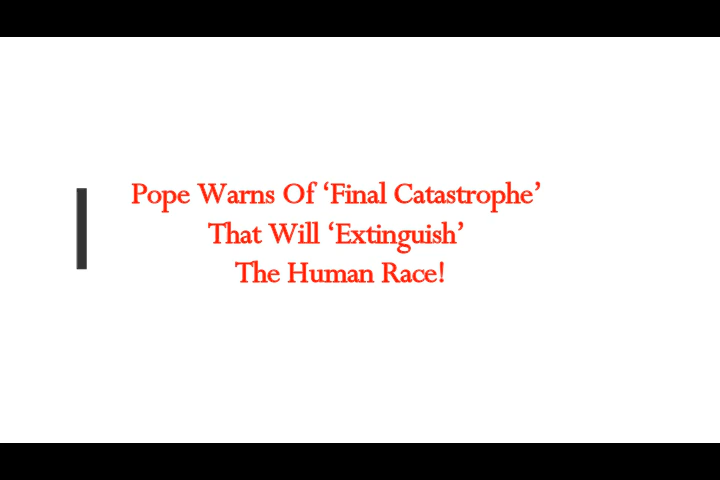 Pope Warns Of ‘Final Catastrophe’
That Will ‘Extinguish’
The Human Race!